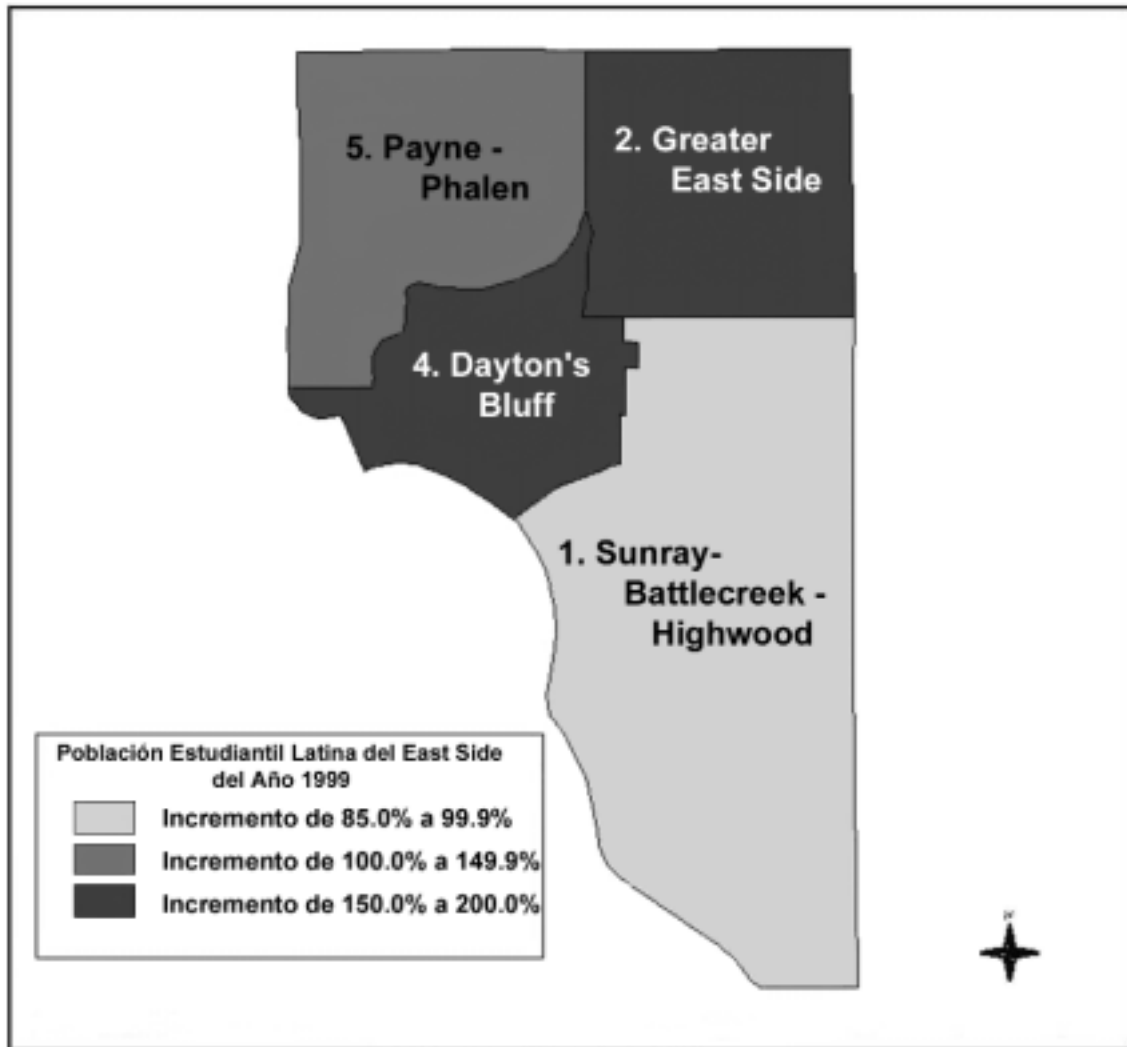 5. Payne -
Phalen
2. Greater
East Side
4. Dayton's
Bluff
1. Sunray-
Battlecreek -
Highwood
Población Estudiantil Latina del East Side
del Año 1999
Incremento de 85.0% a 99.9%
Incremento de 100.0% a 149.9%
Incremento de 150.0% a 200.0%
N